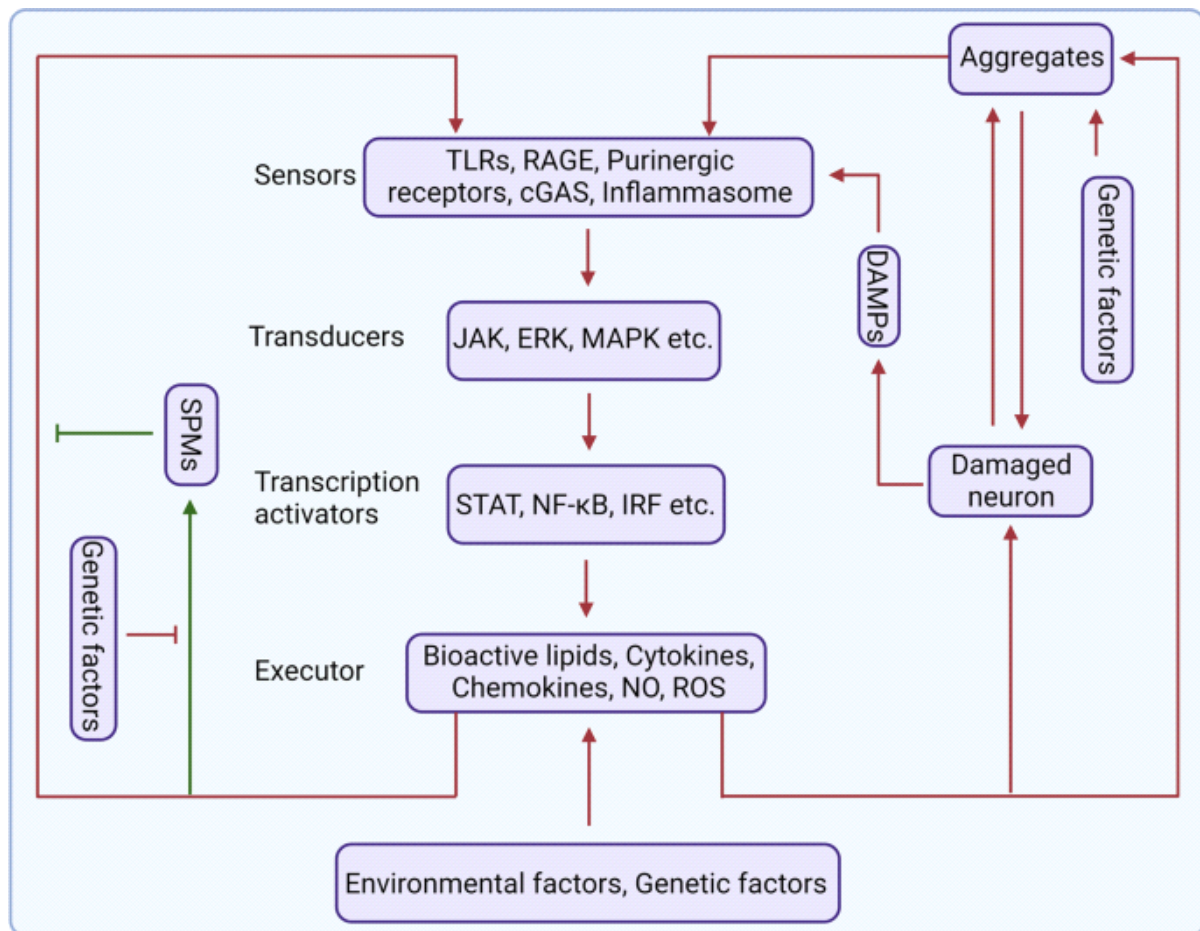 Aggregates
Sensors
TLRs, RAGE, Purinergic
receptors, cGAS, Inflammasome
Genetic factors
DAMPs
Transducers
JAK, ERK, MAPK etc.
SPMs
Damaged
neuron
Transcription
activators
STAT, NF-κB, IRF etc.
Genetic factors
Executor
Bioactive lipids, Cytokines,
Chemokines, NO, ROS
Environmental factors, Genetic factors